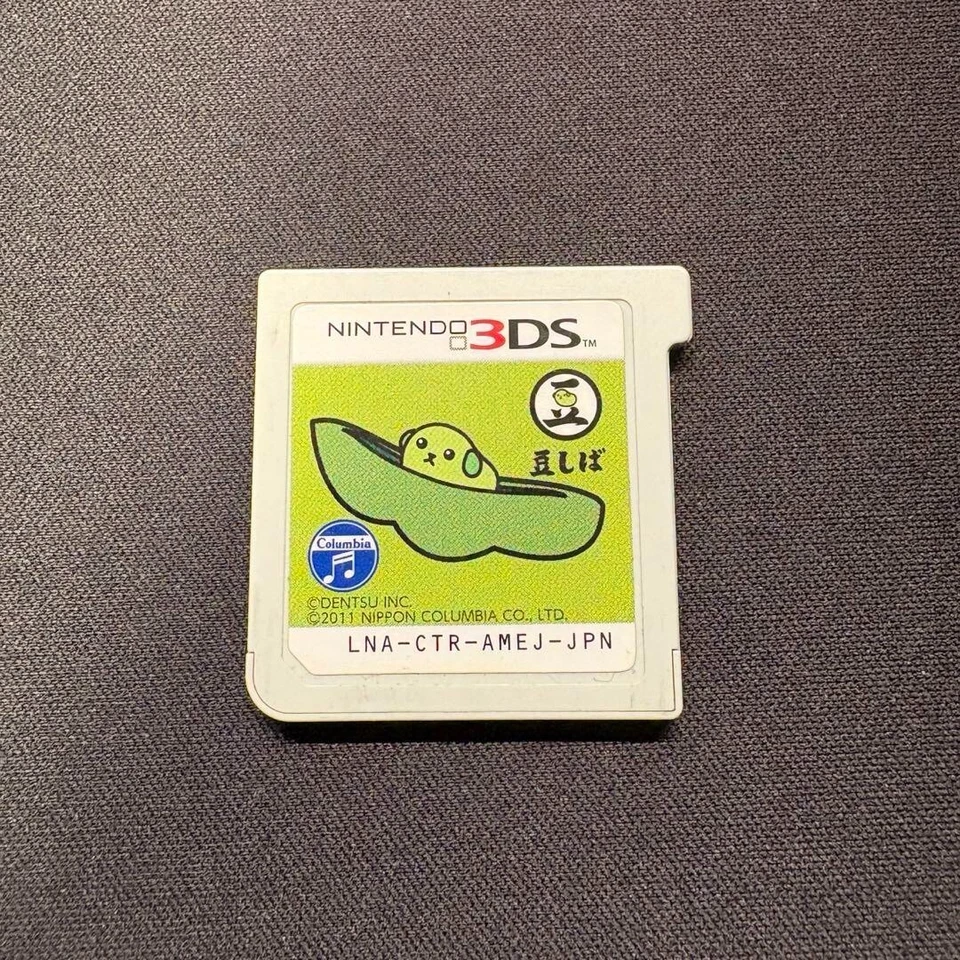 NINTENDO 3DS™
豆
豆しば
Columbia
©DENTSU INC.
©2011 NIPPON COLUMBIA CO., LTD.
LNA-CTR-AMEJ-JPN